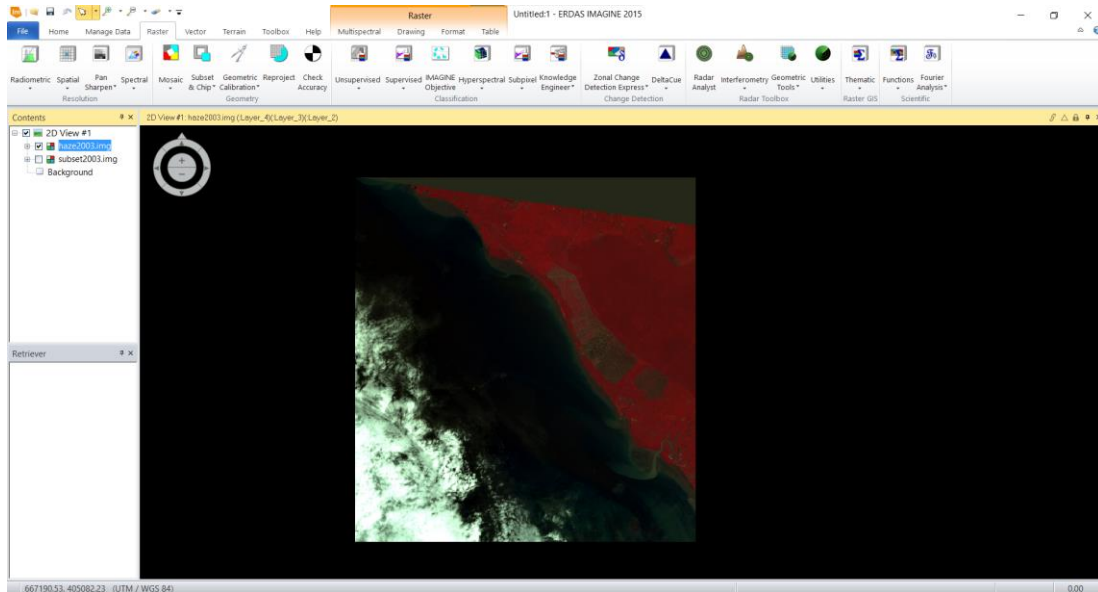 Raster
Untitled:1 - ERDAS IMAGINE 2015
File Home Manage Data Raster Vector Terrain Toolbox Help Multispectral Drawing Format Table
Radiometric Spatial Pan Sharpen Spectral Mosaic Subset & Chip Geometric Calibration Reproject Check Accuracy Unsupervised Supervised IMAGINE Objective Hyperspectral Subpixel Knowledge Engineer Zonal Change Detection Express DeltaCue Radar Analyst Interferometry Geometric Tools Utilities Thematic Functions Fourier Analysis
Resolution Geometry Classification Change Detection Radar Toolbox Raster GIS Scientific
Contents
2D View #1: haze2003.img (:Layer_4)(:Layer_3)(:Layer_2)
2D View #1
haze2003.img
subset2003.img
Background
Retriever
667190.53, 405082.23 (UTM / WGS 84) 0.00